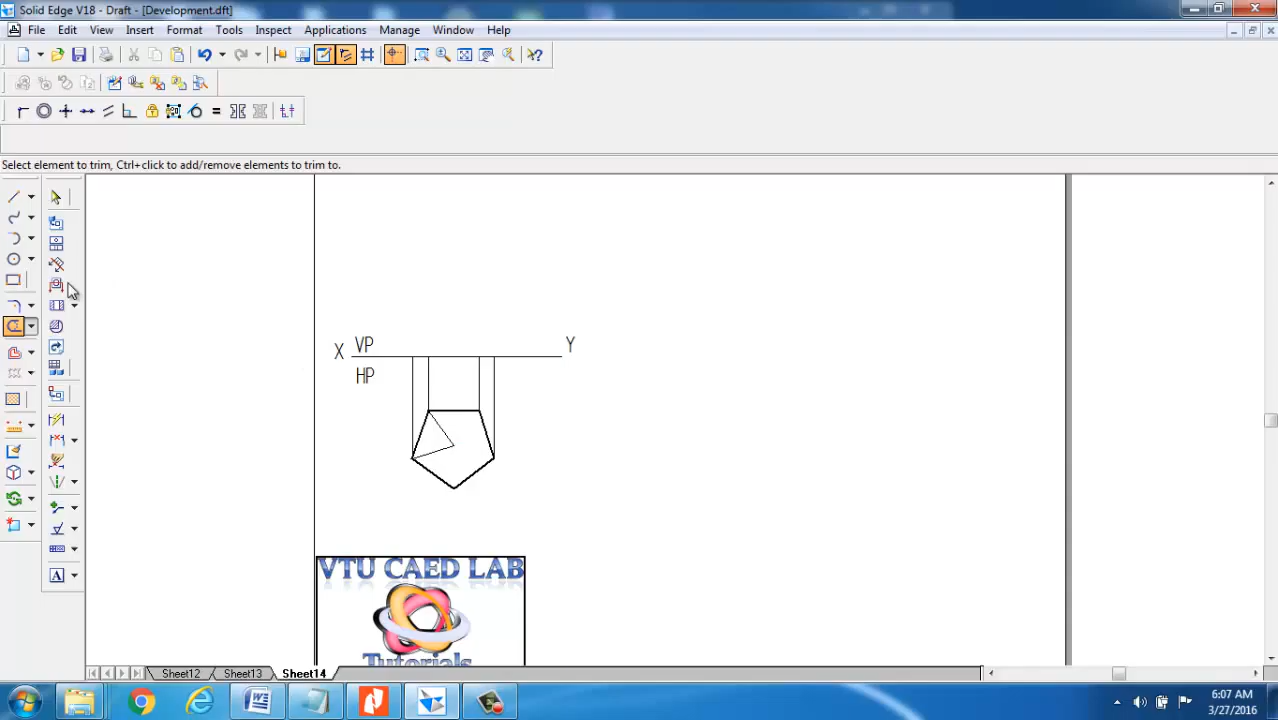 Solid Edge V18 - Draft - [Development.dft]
File Edit View Insert Format Tools Inspect Applications Manage Window Help
Select element to trim, Ctrl+click to add/remove elements to trim to.
X VP Y
HP
VTU CAED LAB
Tutorials
A
Sheet12 Sheet13 Sheet14
6:07 AM
3/27/2016